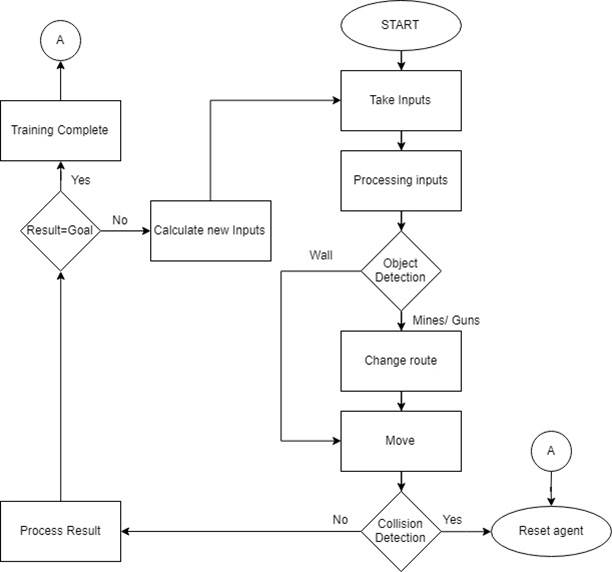 START
A
Take Inputs
Training Complete
Processing inputs
Yes
No
Result=Goal
Calculate new Inputs
Wall
Object
Detection
Mines/ Guns
Change route
Move
A
No
Collision
Detection
Yes
Process Result
Reset agent